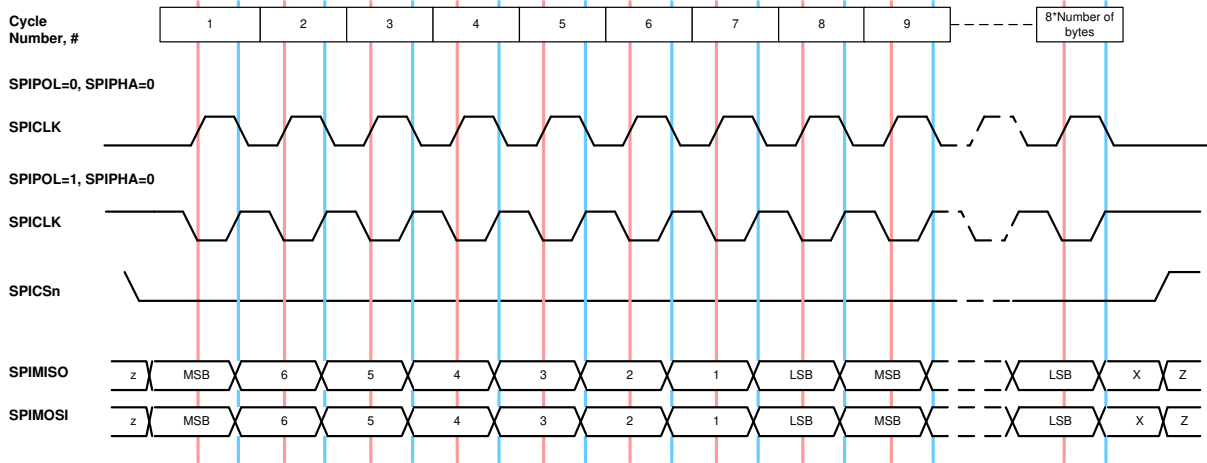 Cycle
Number, #
1 2 3 4 5 6 7 8 9
8*Number of
bytes
SPIPOL=0, SPIPHA=0
SPICLK
SPIPOL=1, SPIPHA=0
SPICLK
SPICSn
SPIMISO z MSB 6 5 4 3 2 1 LSB MSB LSB X Z
SPIMOSI z MSB 6 5 4 3 2 1 LSB MSB LSB X Z